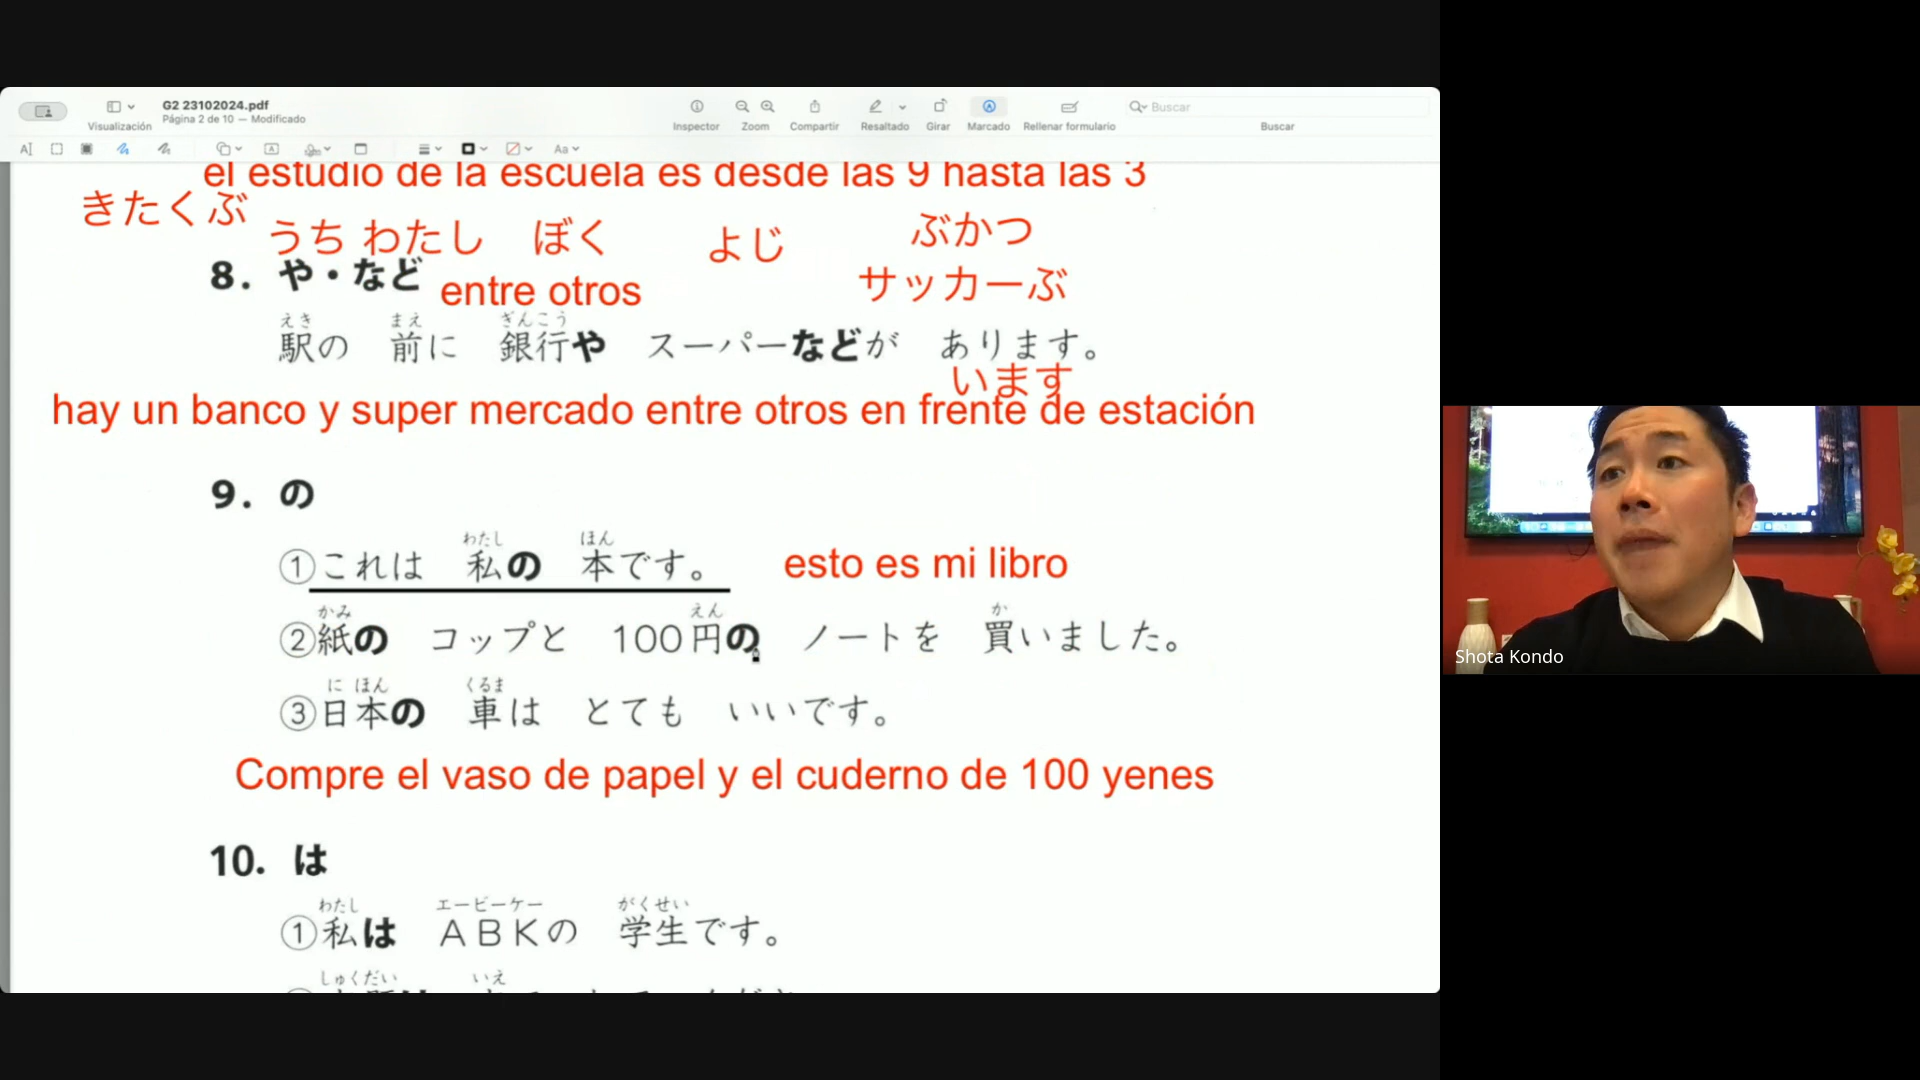 G2 23102024.pdf
Página 2 de 10 — Modificado
Visualización
Inspector
Zoom
Compartir
Resaltado
Girar
Marcado
Rellenar formulario
Buscar
Buscar
el estudio de la escuela es desde las 9 hasta las 3
きたくぶ
うち わたし ぼく よじ ぶかつ
サッカーぶ
8. や・など entre otros
えき まえ ぎんこう
駅の 前に 銀行や スーパーなどが あります。
います
hay un banco y super mercado entre otros en frente de estación
9. の
わたし ほん
①これは 私の 本です。 esto es mi libro
かみ えん か
②紙の コップと 100円の ノートを 買いました。
に ほん くるま
③日本の 車は とても いいです。
Compre el vaso de papel y el cuderno de 100 yenes
10. は
わたし エービーケー がくせい
①私は ABKの 学生です。
しゅくだい いえ
Shota Kondo